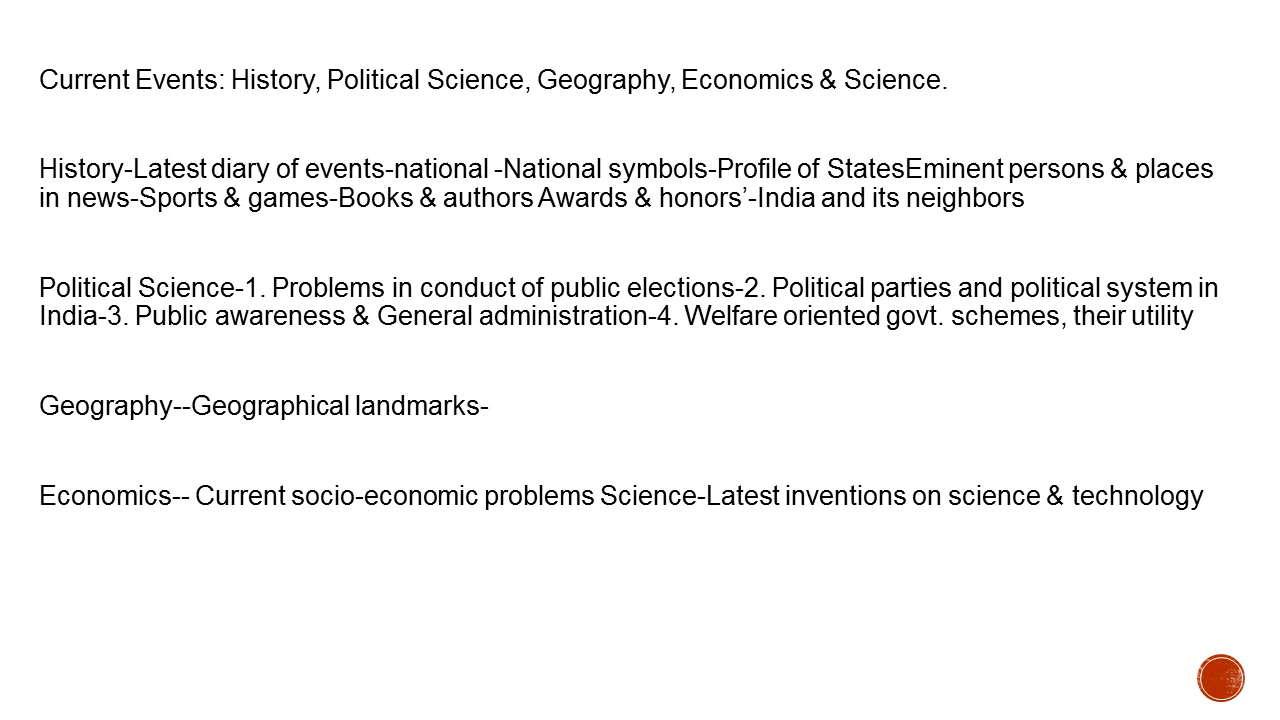 Current Events: History, Political Science, Geography, Economics & Science.
History-Latest diary of events-national -National symbols-Profile of StatesEminent persons & places
in news-Sports & games-Books & authors Awards & honors’-India and its neighbors
Political Science-1. Problems in conduct of public elections-2. Political parties and political system in
India-3. Public awareness & General administration-4. Welfare oriented govt. schemes, their utility
Geography--Geographical landmarks-
Economics-- Current socio-economic problems Science-Latest inventions on science & technology